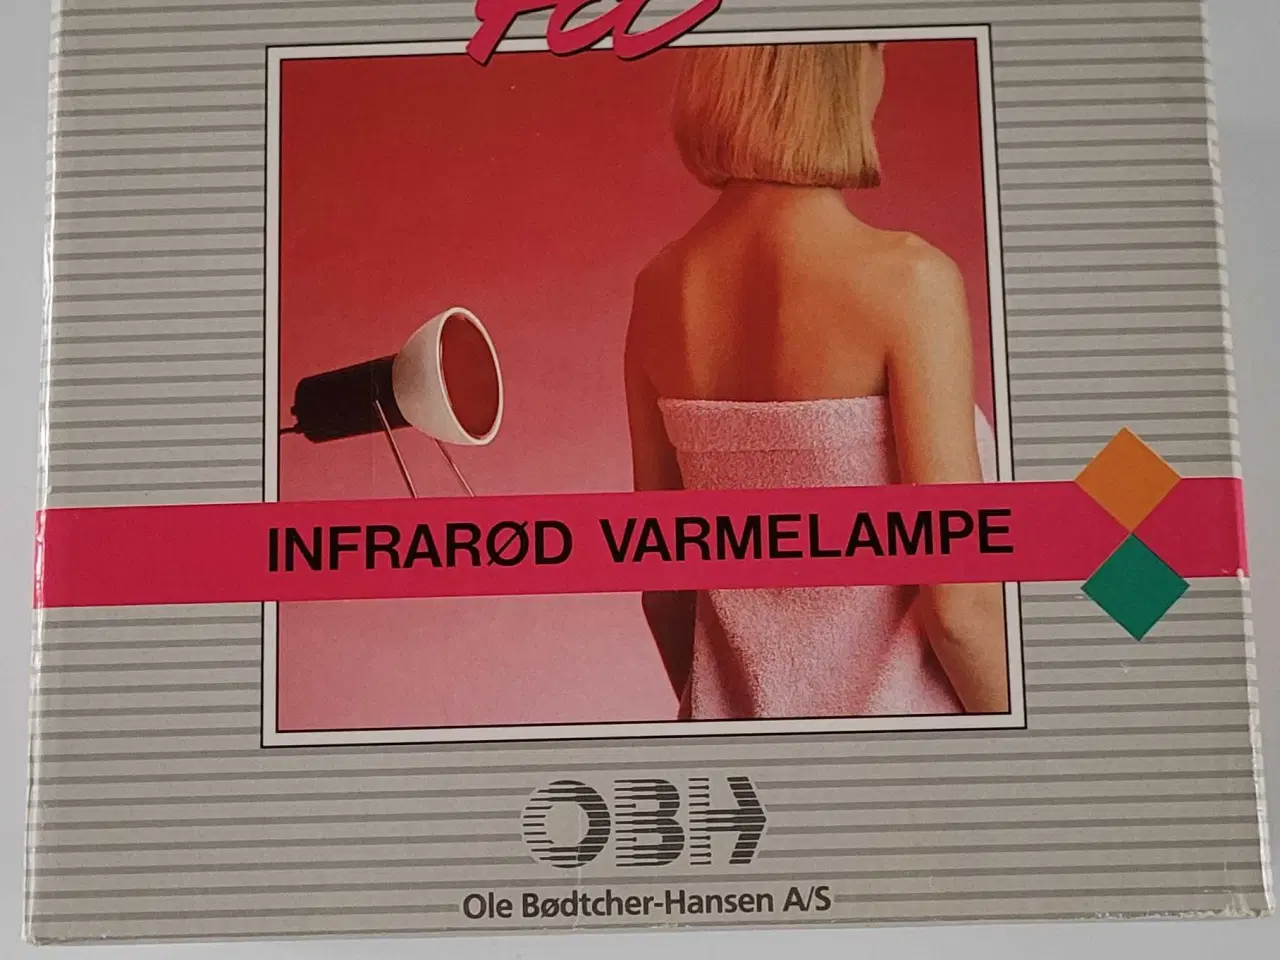 INFRARØD VARMELAMPE
OBH
Ole Bødtcher-Hansen A/S